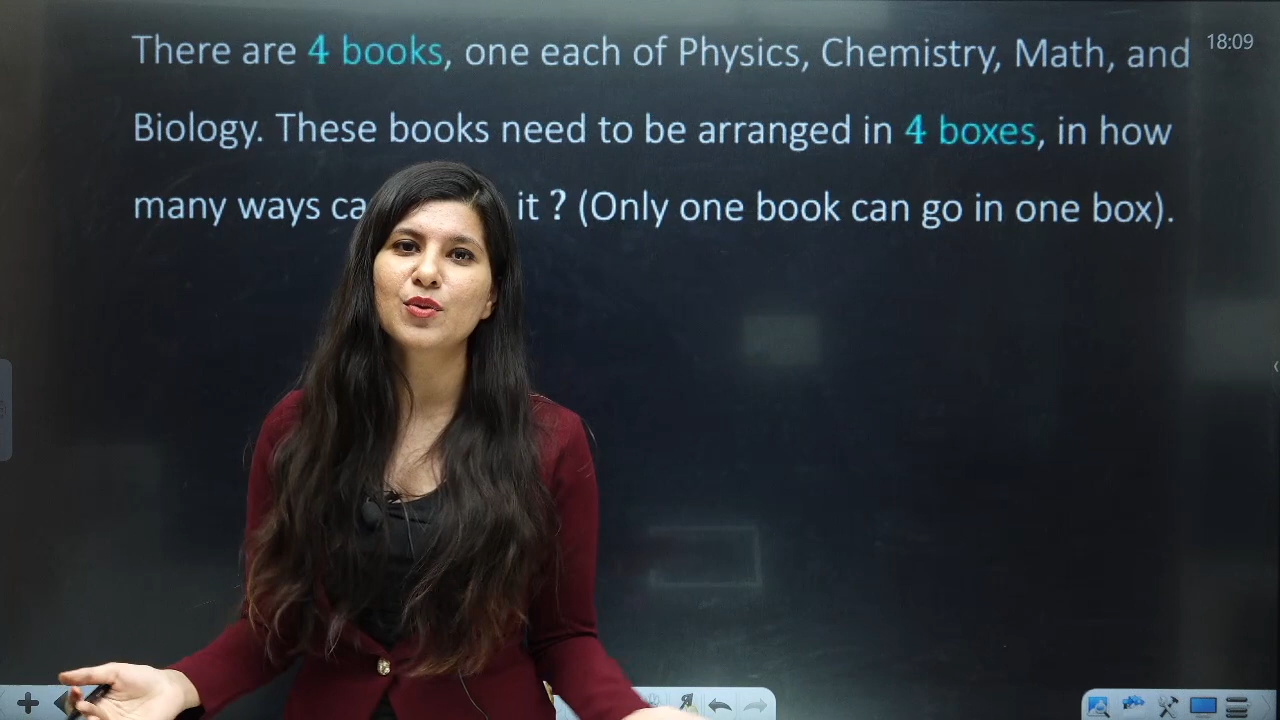 There are 4 books, one each of Physics, Chemistry, Math, and
18:09
Biology. These books need to be arranged in 4 boxes, in how
many ways it ? (Only one book can go in one box).